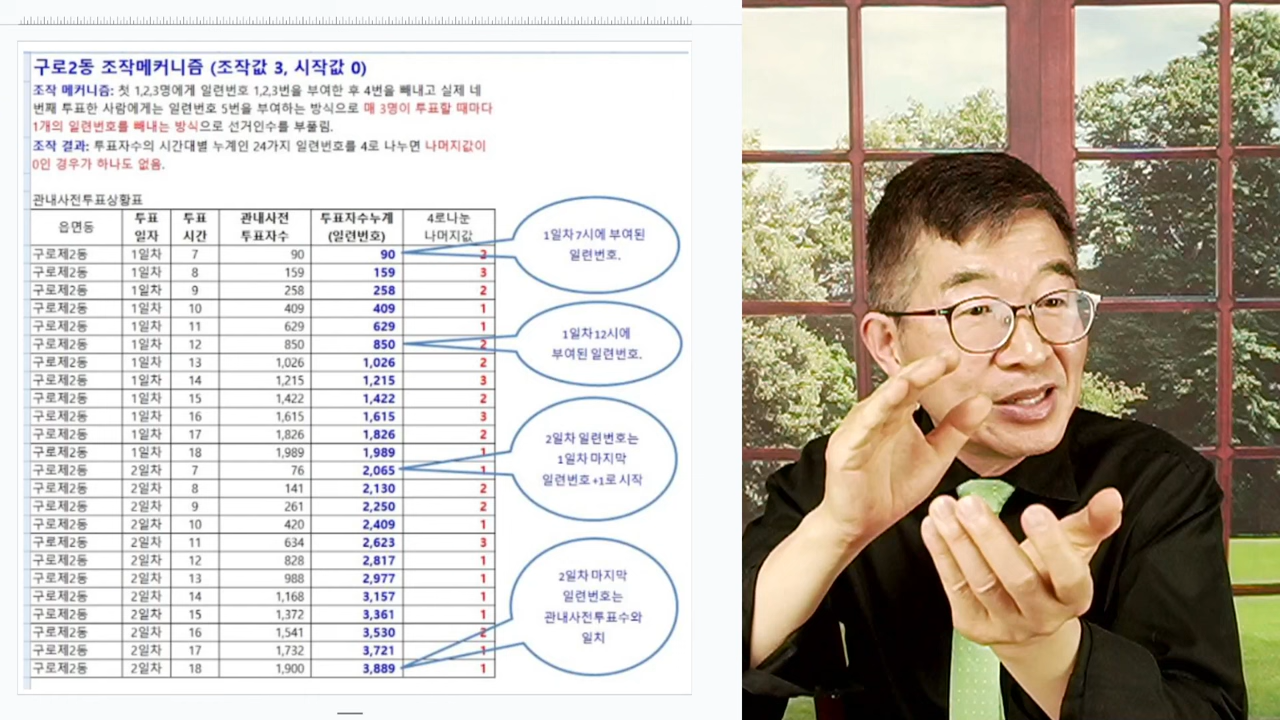 구로2동 조작메커니즘 (조작값 3, 시작값 0)
조작 메커니즘: 첫 1,2,3명에게 일련번호 1,2,3번을 부여한 후 4번을 빼내고 실제 네
번째 투표한 사람에게는 일련번호 5번을 부여하는 방식으로 매 3명이 투표할 때마다
1개의 일련번호를 빼내는 방식으로 선거인수를 부풀림.
조작 결과: 투표자수의 시간대별 누계인 24가지 일련번호를 4로 나누면 나머지값이
0인 경우가 하나도 없음.
관내사전투표상황표
읍면동 투표 일자 투표 시간 관내사전 투표자수 투표자수누계 (일련번호) 4로나눈 나머지값
구로제2동 1일차 7 90 90 2
구로제2동 1일차 8 159 159 3
구로제2동 1일차 9 258 258 2
구로제2동 1일차 10 409 409 1
구로제2동 1일차 11 629 629 1
구로제2동 1일차 12 850 850 2
구로제2동 1일차 13 1,026 1,026 2
구로제2동 1일차 14 1,215 1,215 3
구로제2동 1일차 15 1,422 1,422 2
구로제2동 1일차 16 1,615 1,615 3
구로제2동 1일차 17 1,826 1,826 2
구로제2동 1일차 18 1,989 1,989 1
구로제2동 2일차 7 76 2,065 1
구로제2동 2일차 8 141 2,130 2
구로제2동 2일차 9 261 2,250 2
구로제2동 2일차 10 420 2,409 1
구로제2동 2일차 11 634 2,623 3
구로제2동 2일차 12 828 2,817 1
구로제2동 2일차 13 988 2,977 1
구로제2동 2일차 14 1,168 3,157 1
구로제2동 2일차 15 1,372 3,361 1
구로제2동 2일차 16 1,541 3,530 2
구로제2동 2일차 17 1,732 3,721 1
구로제2동 2일차 18 1,900 3,889 1
1일차 7시에 부여된
일련번호.
1일차 12시에
부여된 일련번호.
2일차 일련번호는
1일차 마지막
일련번호+1로 시작
2일차 마지막
일련번호는
관내사전투표수와
일치